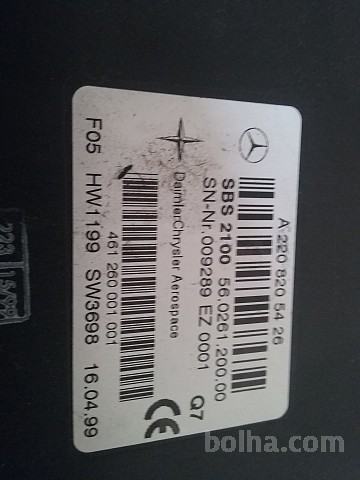 A 220 820 54 26
SBS 2100 56.0261.200.00
SN-Nr.009289 EZ 0001
Q7
DaimlerChrysler Aerospace
461 260 001 001
F05 HW1199 SW3698 16.04.99
CE
bolha.com